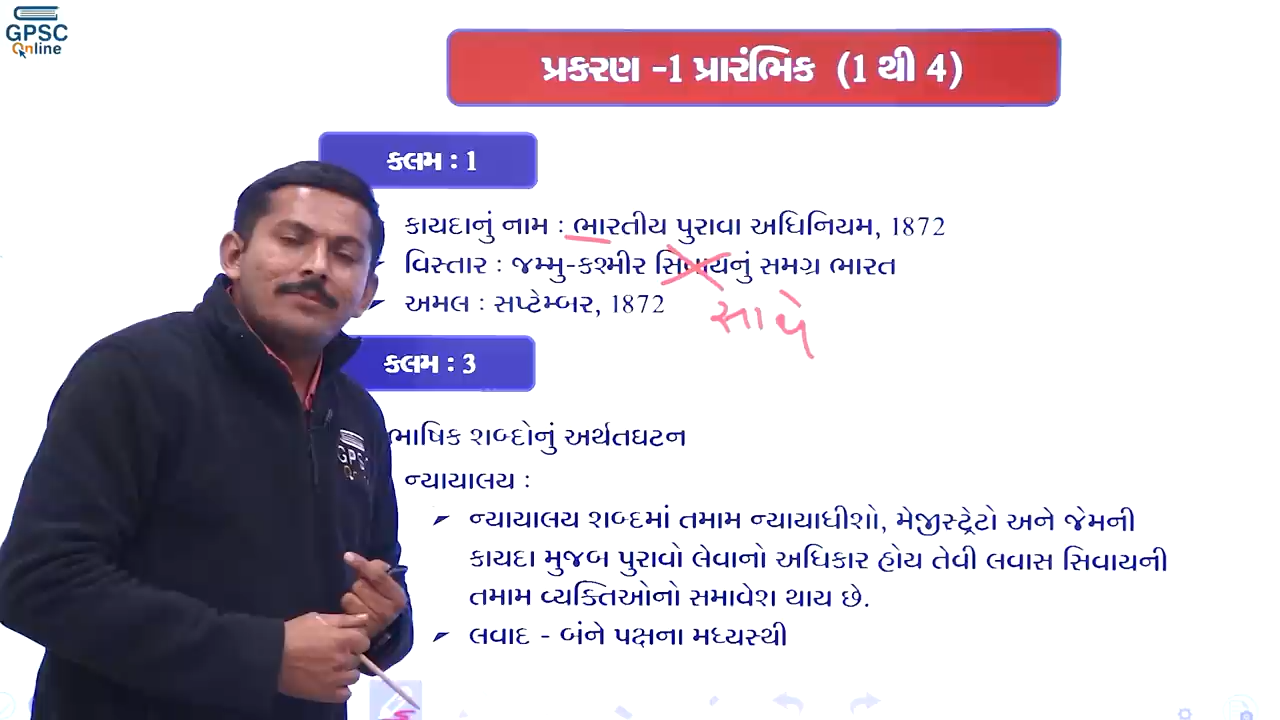 GPSC
Online
પ્રકરણ -1 પ્રારંભિક (1 થી 4)
કલમ : 1
કાયદાનું નામ : ભારતીય પુરાવા અધિનિયમ, 1872
વિસ્તાર : જમ્મુ-કશ્મીર સિવાયનું સમગ્ર ભારત
સાથે
અમલ : સપ્ટેમ્બર, 1872
કલમ : 3
ભાષિક શબ્દોનું અર્થતઘટન
ન્યાયાલય :
ન્યાયાલય શબ્દમાં તમામ ન્યાયાધીશો, મેજીસ્ટ્રેટો અને જેમની
કાયદા મુજબ પુરાવો લેવાનો અધિકાર હોય તેવી લવાસ સિવાયની
તમામ વ્યક્તિઓનો સમાવેશ થાય છે.
લવાદ - બંને પક્ષના મધ્યસ્થી
GPSC